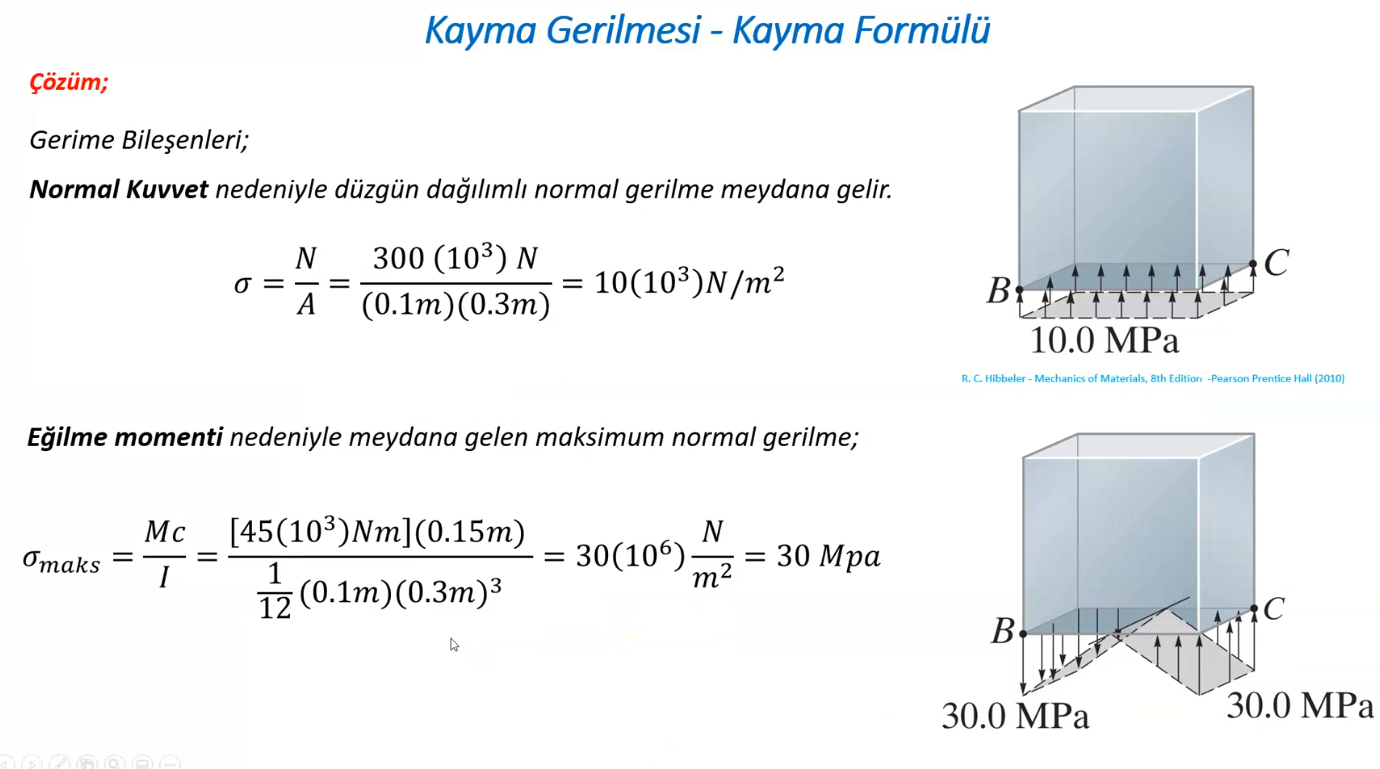 Kayma Gerilmesi - Kayma Formülü
Çözüm;
Gerime Bileşenleri;
Normal Kuvvet nedeniyle düzgün dağılımlı normal gerilme meydana gelir.
σ = N/A = 300 (10³) N / (0.1m)(0.3m) = 10(10³)N/m²
B
C
10.0 MPa
R. C. Hibbeler - Mechanics of Materials, 8th Edition -Pearson Prentice Hall (2010)
Eğilme momenti nedeniyle meydana gelen maksimum normal gerilme;
σmaks = Mc/I = [45(10³)Nm](0.15m) / 1/12 (0.1m)(0.3m)³ = 30(10⁶) N/m² = 30 Mpa
B
C
30.0 MPa
30.0 MPa